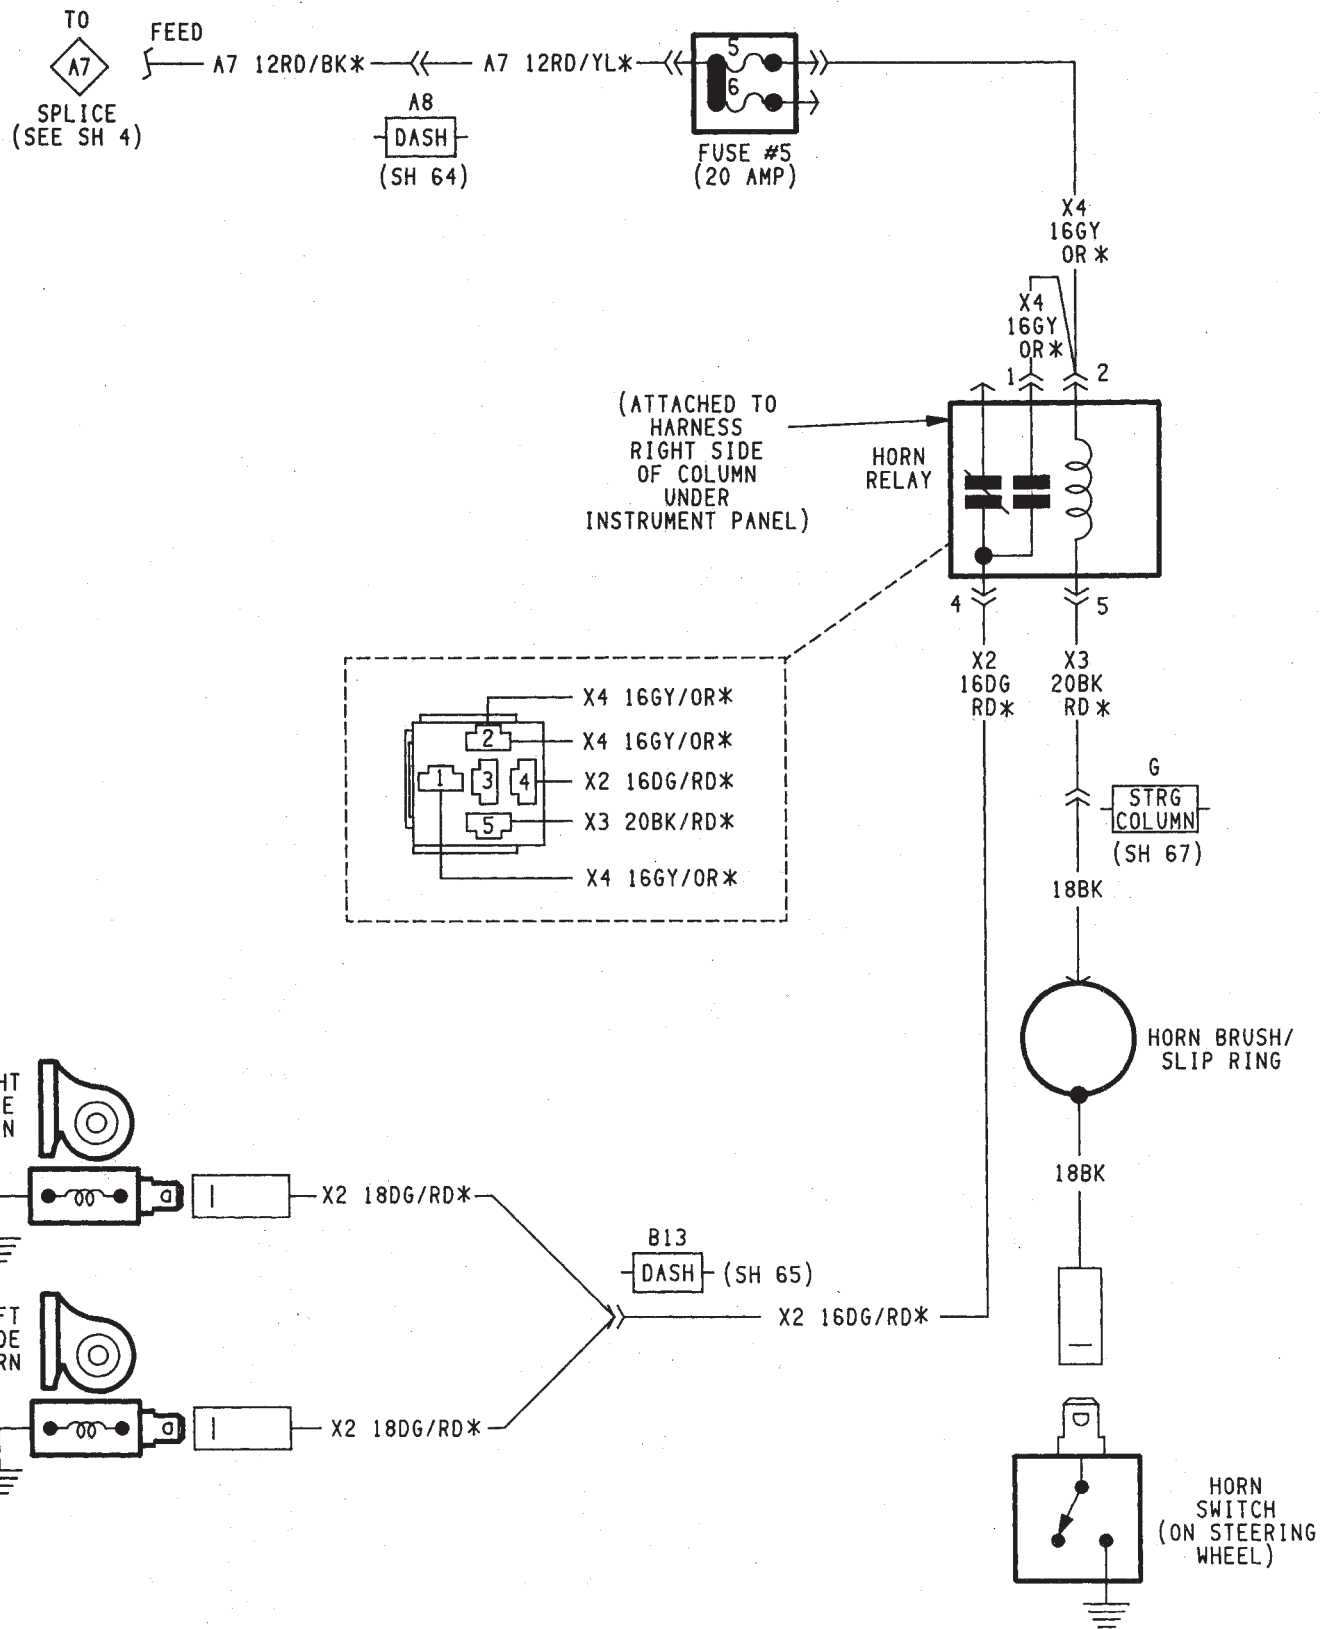 TO
A7
SPLICE
(SEE SH 4)
FEED
A7 12RD/BK*
A7 12RD/YL*
A8
DASH
(SH 64)
5
6
FUSE #5
(20 AMP)
X4
16GY
OR*
X4
16GY
OR*
1
2
(ATTACHED TO
HARNESS
RIGHT SIDE
OF COLUMN
UNDER
INSTRUMENT PANEL)
HORN
RELAY
4
5
X2
16DG
RD*
X3
20BK
RD*
X4 16GY/OR*
2
X4 16GY/OR*
1
3
4
X2 16DG/RD*
5
X3 20BK/RD*
X4 16GY/OR*
G
STRG
COLUMN
(SH 67)
18BK
HORN BRUSH/
SLIP RING
18BK
HT
E
N
X2 18DG/RD*
B13
DASH
(SH 65)
X2 16DG/RD*
FT
DE
RN
X2 18DG/RD*
HORN
SWITCH
(ON STEERING
WHEEL)